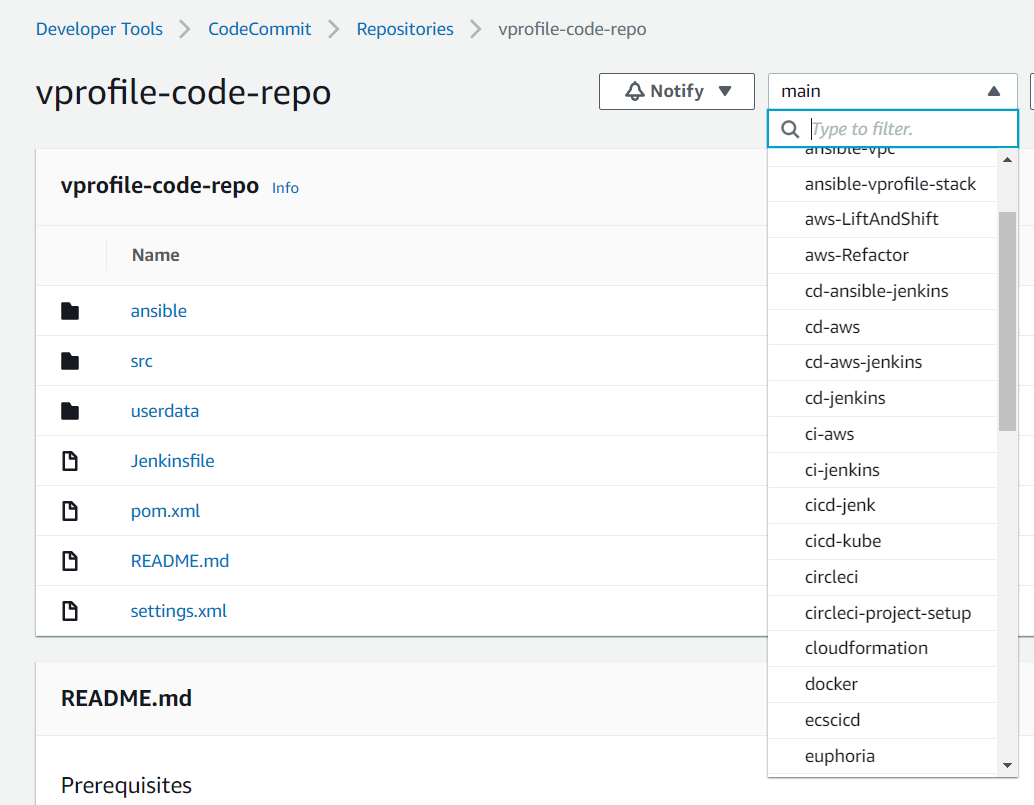 Developer Tools > CodeCommit > Repositories > vprofile-code-repo
vprofile-code-repo
Notify
main
Type to filter.
ansible-vpc
ansible-vprofile-stack
aws-LiftAndShift
aws-Refactor
cd-ansible-jenkins
cd-aws
cd-aws-jenkins
cd-jenkins
ci-aws
ci-jenkins
cicd-jenk
cicd-kube
circleci
circleci-project-setup
cloudformation
docker
ecscicd
euphoria
vprofile-code-repo Info
Name
ansible
src
userdata
Jenkinsfile
pom.xml
README.md
settings.xml
README.md
Prerequisites